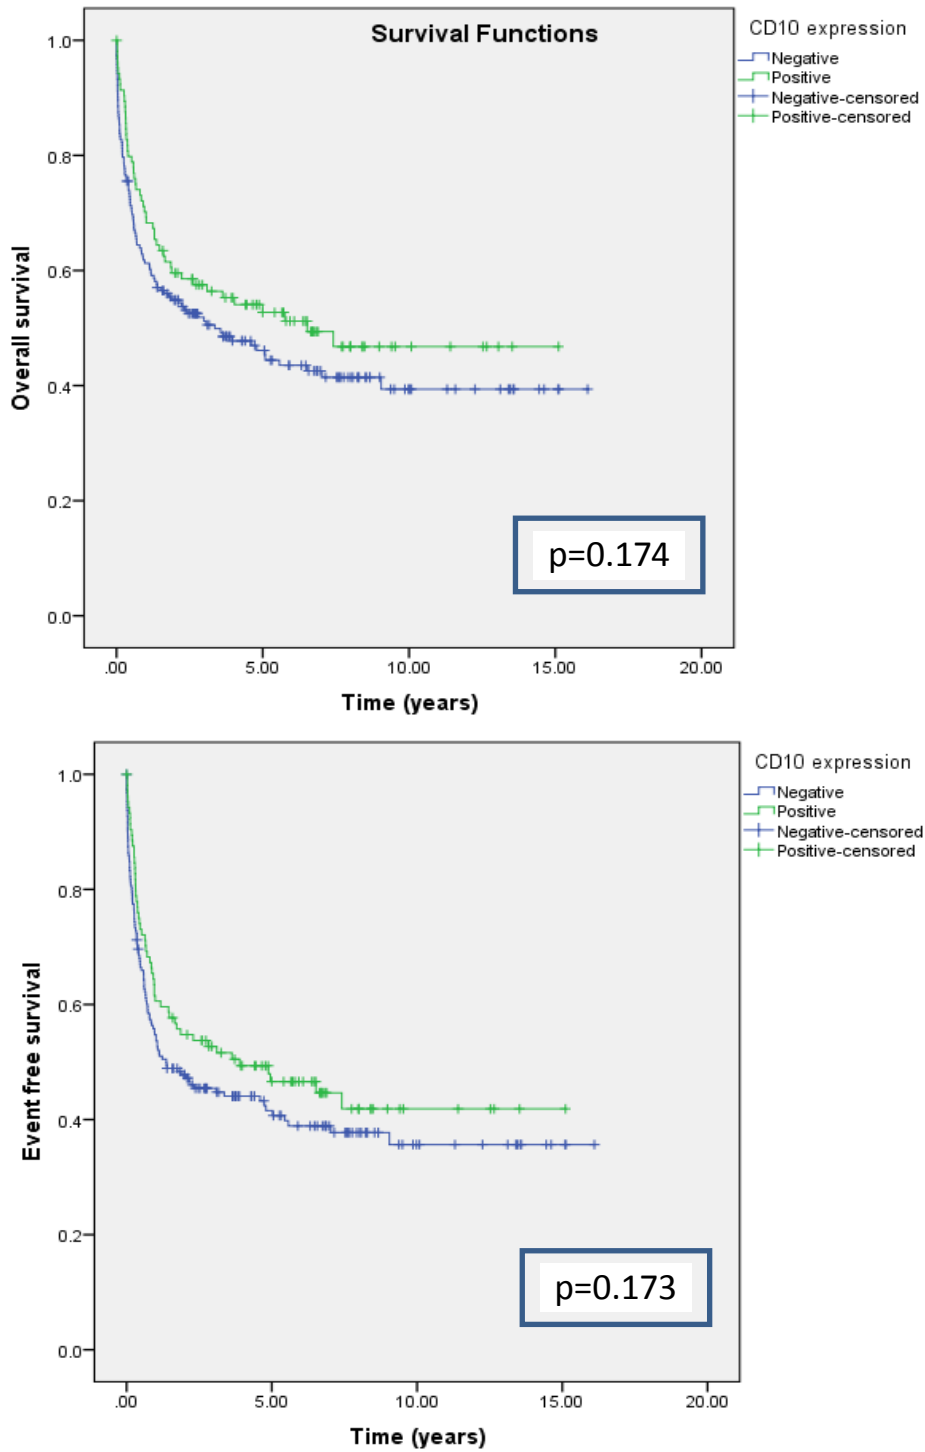 Survival Functions
CD10 expression
Negative
Positive
Negative-censored
Positive-censored
1.0
0.8
0.6
0.4
0.2
0.0
Overall survival
p=0.174
.00 5.00 10.00 15.00 20.00
Time (years)
CD10 expression
Negative
Positive
Negative-censored
Positive-censored
1.0
0.8
0.6
0.4
0.2
0.0
Event free survival
p=0.173
.00 5.00 10.00 15.00 20.00
Time (years)